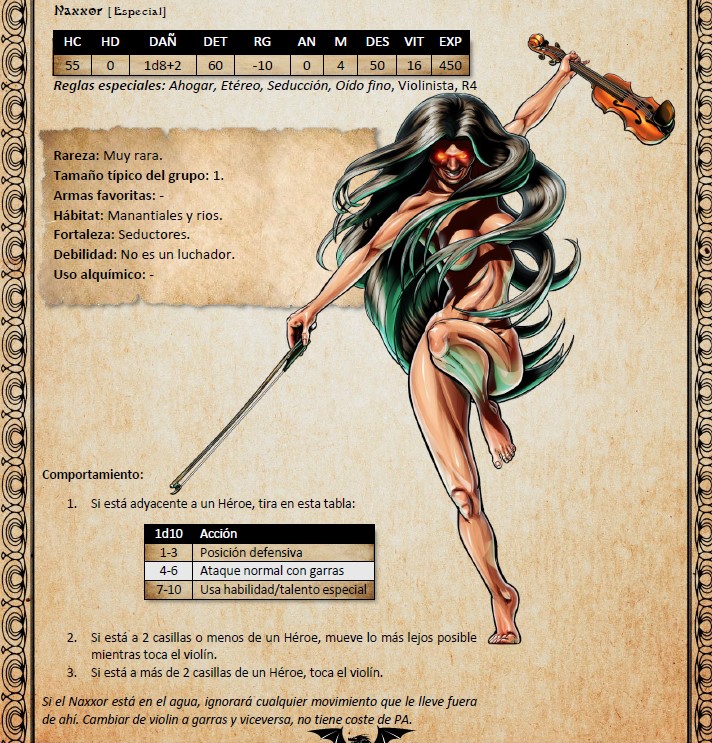 Naxxor [Especial]
HC HD DAÑ DET RG AN M DES VIT EXP
55 0 1d8+2 60 -10 0 4 50 16 450
Reglas especiales: Ahogar, Etéreo, Seducción, Oído fino, Violinista, R4
Rareza: Muy rara.
Tamaño típico del grupo: 1.
Armas favoritas: -
Hábitat: Manantiales y rios.
Fortaleza: Seductores.
Debilidad: No es un luchador.
Uso alquímico: -
Comportamiento:
1. Si está adyacente a un Héroe, tira en esta tabla:
1d10 Acción
1-3 Posición defensiva
4-6 Ataque normal con garras
7-10 Usa habilidad/talento especial
2. Si está a 2 casillas o menos de un Héroe, mueve lo más lejos posible
mientras toca el violín.
3. Si está a más de 2 casillas de un Héroe, toca el violín.
Si el Naxxor está en el agua, ignorará cualquier movimiento que le lleve fuera
de ahí. Cambiar de violin a garras y viceversa, no tiene coste de PA.